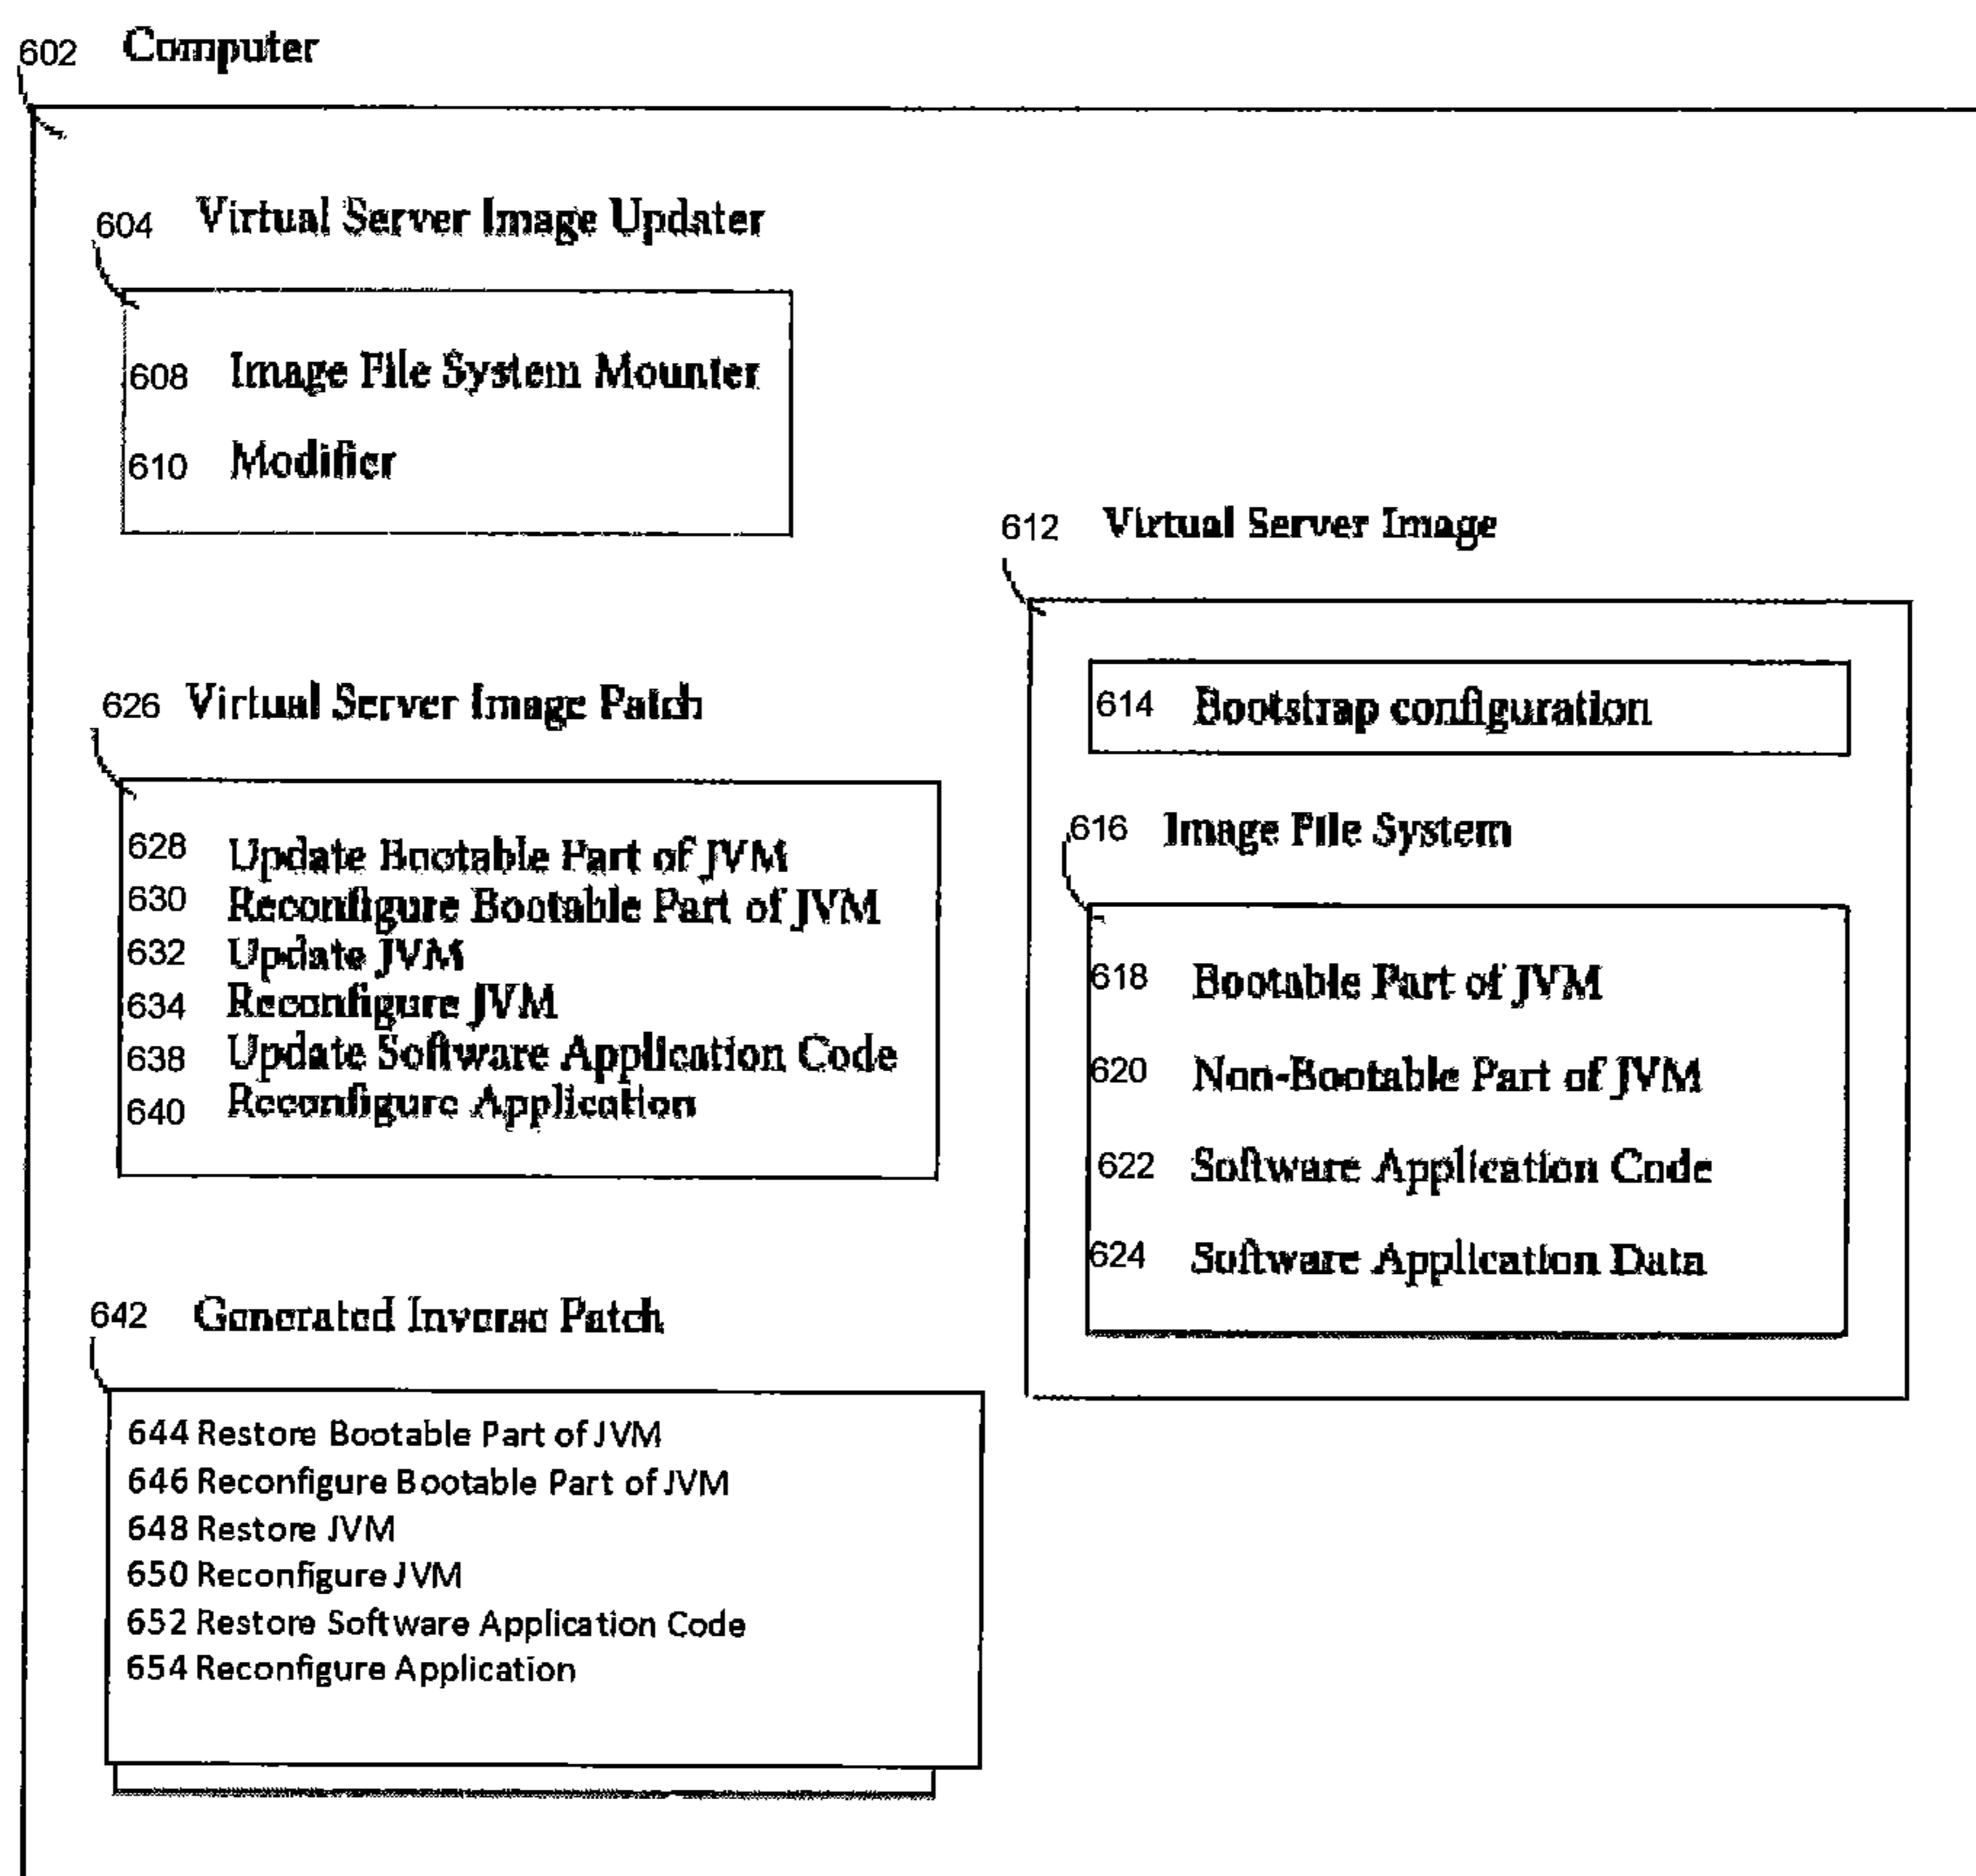 602 Computer
604 Virtual Server Image Updater
608 Image File System Mounter
610 Modifier
612 Virtual Server Image
614 Bootstrap configuration
616 Image File System
618 Bootable Part of JVM
620 Non-Bootable Part of JVM
622 Software Application Code
624 Software Application Data
626 Virtual Server Image Patch
628 Update Bootable Part of JVM
630 Reconfigure Bootable Part of JVM
632 Update JVM
634 Reconfigure JVM
638 Update Software Application Code
640 Reconfigure Application
642 Generated Inverse Patch
644 Restore Bootable Part of JVM
646 Reconfigure Bootable Part of JVM
648 Restore JVM
650 Reconfigure JVM
652 Restore Software Application Code
654 Reconfigure Application